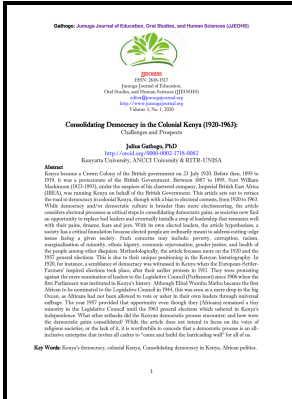 Gathogo: Jumuga Journal of Education, Oral Studies, and Human Sciences (JJEOSHS)
JJEOSHS
ISSN: 2618-1517
Jumuga Journal of Education,
Oral Studies, and Human Sciences (JJEOSHS)
editor@jumugajournal.org
http://www.jumugajournal.org
Volume 3, No. 1, 2020
Consolidating Democracy in the Colonial Kenya (1920-1963):
Challenges and Prospects
Julius Gathogo, PhD
http://orcid.org/0000-0002-1718-0082
Kenyatta University, ANCCI University & RITR-UNISA
Abstract
Kenya became a Crown Colony of the British government on 23 July 1920. Before then, 1895 to
1919, it was a protectorate of the British Government. Between 1887 to 1895, Scot William
Mackinnon (1823-1893), under the auspices of his chartered company, Imperial British East Africa
(IBEA), was running Kenya on behalf of the British Government. This article sets out to retrace
the road to democracy in colonial Kenya, though with a bias to electoral contests, from 1920 to 1963.
While democracy and/or democratic culture is broader than mere electioneering, the article
considers electoral processes as critical steps in consolidating democratic gains, as societies now find
an opportunity to replace bad leaders and eventually installs a crop of leadership that resonates well
with their pains, dreams, fears and joys. With its own elected leaders, the article hypothesizes, a
society has a critical foundation because elected people are ordinarily meant to address cutting-edge
issues facing a given society. Such concerns may include: poverty, corruption, racism,
marginalization of minority, ethnic bigotry, economic rejuvenation, gender justice, and health of
the people among other disquiets. Methodologically, the article focusses more on the 1920 and the
1957 general elections. This is due to their unique positioning in the Kenyan historiography. In
1920, for instance, a semblance of democracy was witnessed in Kenya when the European-Settler-
Farmers' inspired elections took place, after their earlier protests in 1911. They were protesting
against the mere nomination of leaders to the Legislative Council (Parliament) since 1906 when the
first Parliament was instituted in Kenya's history. Although Eliud Wambu Mathu became the first
African to be nominated to the Legislative Council in 1944, this was seen as a mere drop in the big
Ocean, as Africans had not been allowed to vote or usher in their own leaders through universal
suffrage. The year 1957 provided that opportunity even though they (Africans) remained a tiny
minority in the Legislative Council until the 1963 general elections which ushered in Kenya's
independence. What other setbacks did the Kenyan democratic process encounter; and how were
the democratic gains consolidated? While the article does not intend to focus on the voice of
religious societies, or the lack of it, it is worthwhile to concede that a democratic process is an all-
inclusive enterprise that invites all cadres to "come and build the barricading wall" for all of us.
Key Words: Kenya's democracy, colonial Kenya, Consolidating democracy in Kenya, African politics.
1